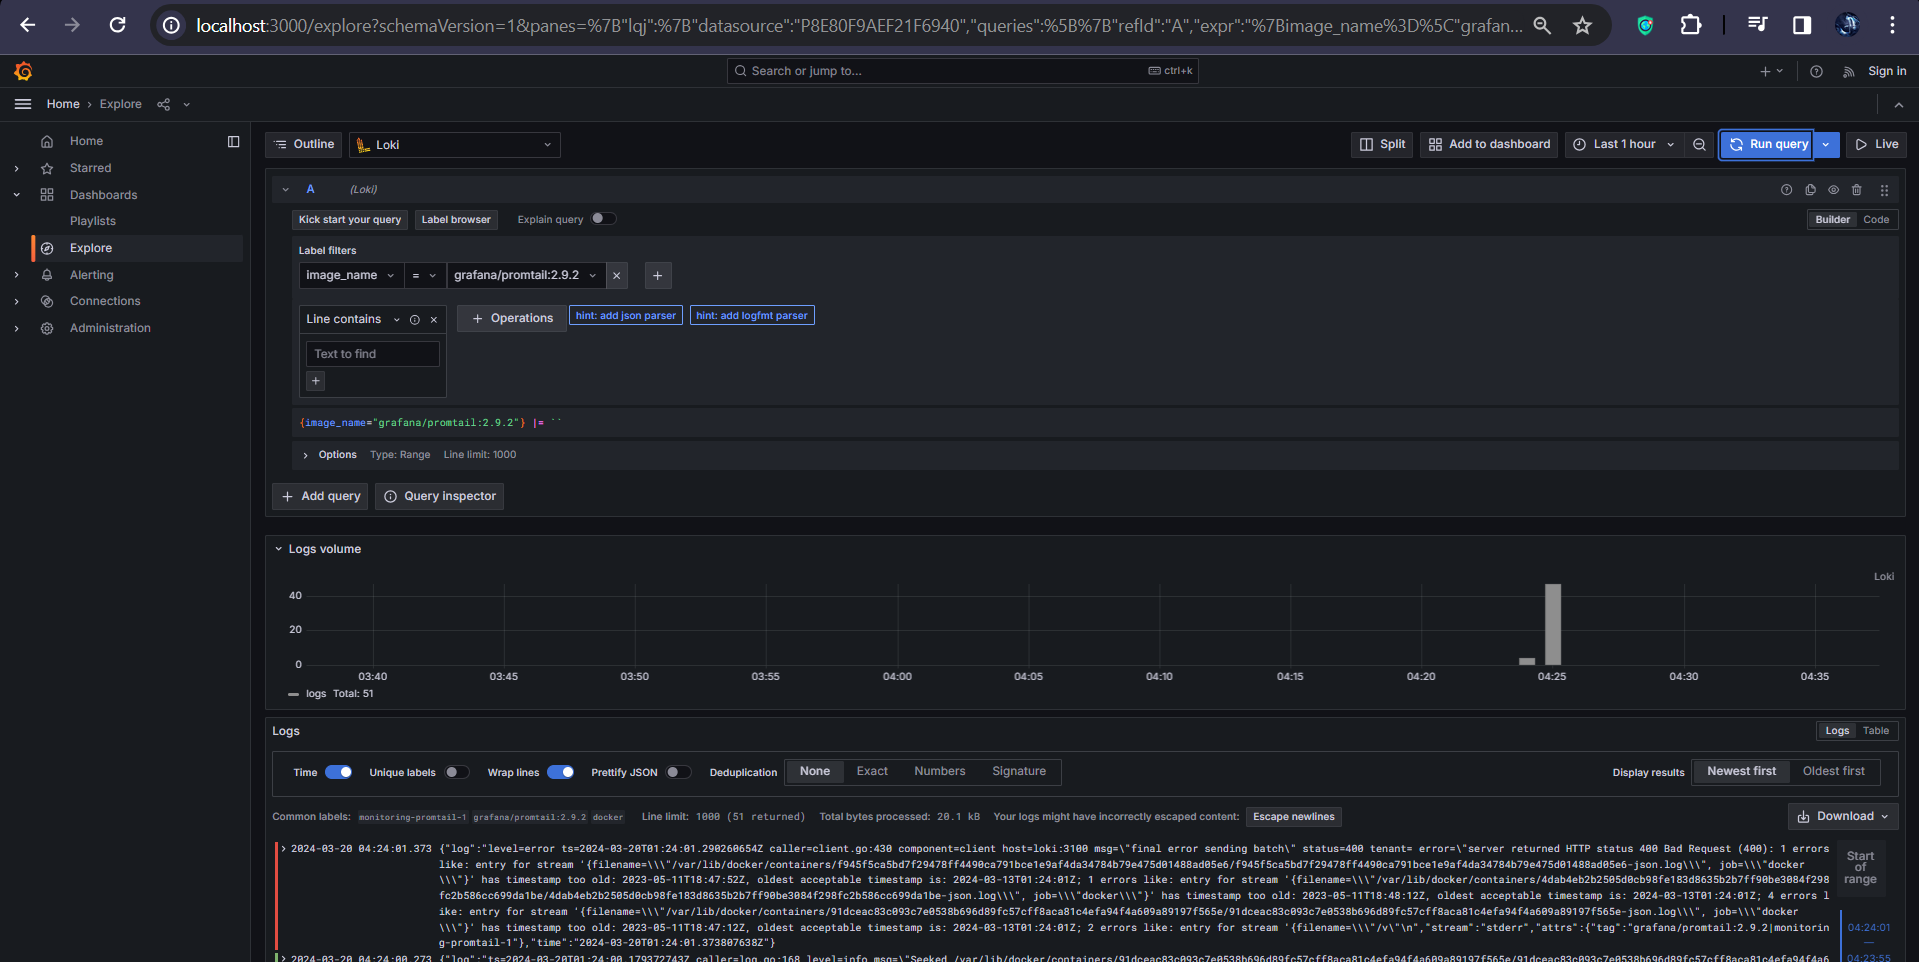 localhost:3000/explore?schemaVersion=1&panes=%7B"lqj":%7B"datasource":"P8E80F9AEF21F6940","queries":%5B%7B"refId":"A","expr":"%7Bimage_name%3D%5C"grafan...
Search or jump to...
ctrl+k
Sign in
Home › Explore
Home
Starred
Dashboards
Playlists
Explore
Alerting
Connections
Administration
Outline
Loki
Split
Add to dashboard
Last 1 hour
Run query
Live
A (Loki)
Kick start your query
Label browser
Explain query
Builder
Code
Label filters
image_name
=
grafana/promtail:2.9.2
Line contains
Operations
hint: add json parser
hint: add logfmt parser
Text to find
{image_name="grafana/promtail:2.9.2"} |= ``
Options Type: Range Line limit: 1000
Add query
Query inspector
Logs volume
Loki
40
20
0
03:40 03:45 03:50 03:55 04:00 04:05 04:10 04:15 04:20 04:25 04:30 04:35
logs Total: 51
Logs
Logs Table
Time
Unique labels
Wrap lines
Prettify JSON
Deduplication
None Exact Numbers Signature
Display results
Newest first Oldest first
Common labels: monitoring-promtail-1 grafana/promtail:2.9.2 docker Line limit: 1000 (51 returned) Total bytes processed: 20.1 kB Your logs might have incorrectly escaped content: Escape newlines
Download
2024-03-20 04:24:01.373 {"log":"level=error ts=2024-03-20T01:24:01.290260654Z caller=client.go:430 component=client host=loki:3100 msg=\"final error sending batch\" status=400 tenant= error=\"server returned HTTP status 400 Bad Request (400): 1 errors
like: entry for stream '{filename=\\\"/var/lib/docker/containers/f945f5ca5bd7f29478ff4490ca791bce1e9af4da34784b79e475d01488ad05e6/f945f5ca5bd7f29478ff4490ca791bce1e9af4da34784b79e475d01488ad05e6-json.log\\\", job=\\\"docker
\\\"}' has timestamp too old: 2023-05-11T18:47:52Z, oldest acceptable timestamp is: 2024-03-13T01:24:01Z; 1 errors like: entry for stream '{filename=\\\"/var/lib/docker/containers/4dab4eb2b2505d0cb98fe183d8635b2b7ff90be3084f298
fc2b586cc699da1be/4dab4eb2b2505d0cb98fe183d8635b2b7ff90be3084f298fc2b586cc699da1be-json.log\\\", job=\\\"docker\\\"}' has timestamp too old: 2023-05-11T18:48:12Z, oldest acceptable timestamp is: 2024-03-13T01:24:01Z; 4 errors l
ike: entry for stream '{filename=\\\"/var/lib/docker/containers/91dceac83c093c7e0538b696d89fc57cff8aca81c4efa94f4a609a89197f565e/91dceac83c093c7e0538b696d89fc57cff8aca81c4efa94f4a609a89197f565e-json.log\\\", job=\\\"docker
\\\"}' has timestamp too old: 2023-05-11T18:47:12Z, oldest acceptable timestamp is: 2024-03-13T01:24:01Z; 2 errors like: entry for stream '{filename=\\\"/v\"\n","stream":"stderr","attrs":{"tag":"grafana/promtail:2.9.2|monitorin
g-promtail-1"},"time":"2024-03-20T01:24:01.373807638Z"}
Start
of
range
04:24:01
—
04:23:55
2024-03-20 04:24:00.273 {"log":"ts=2024-03-20T01:24:00.179372743Z caller=log.go:168 level=info msg=\"Seeked /var/lib/docker/containers/91dceac83c093c7e0538b696d89fc57cff8aca81c4efa94f4a609a89197f565e/91dceac83c093c7e0538b696d89fc57cff8aca81c4efa94f4a6